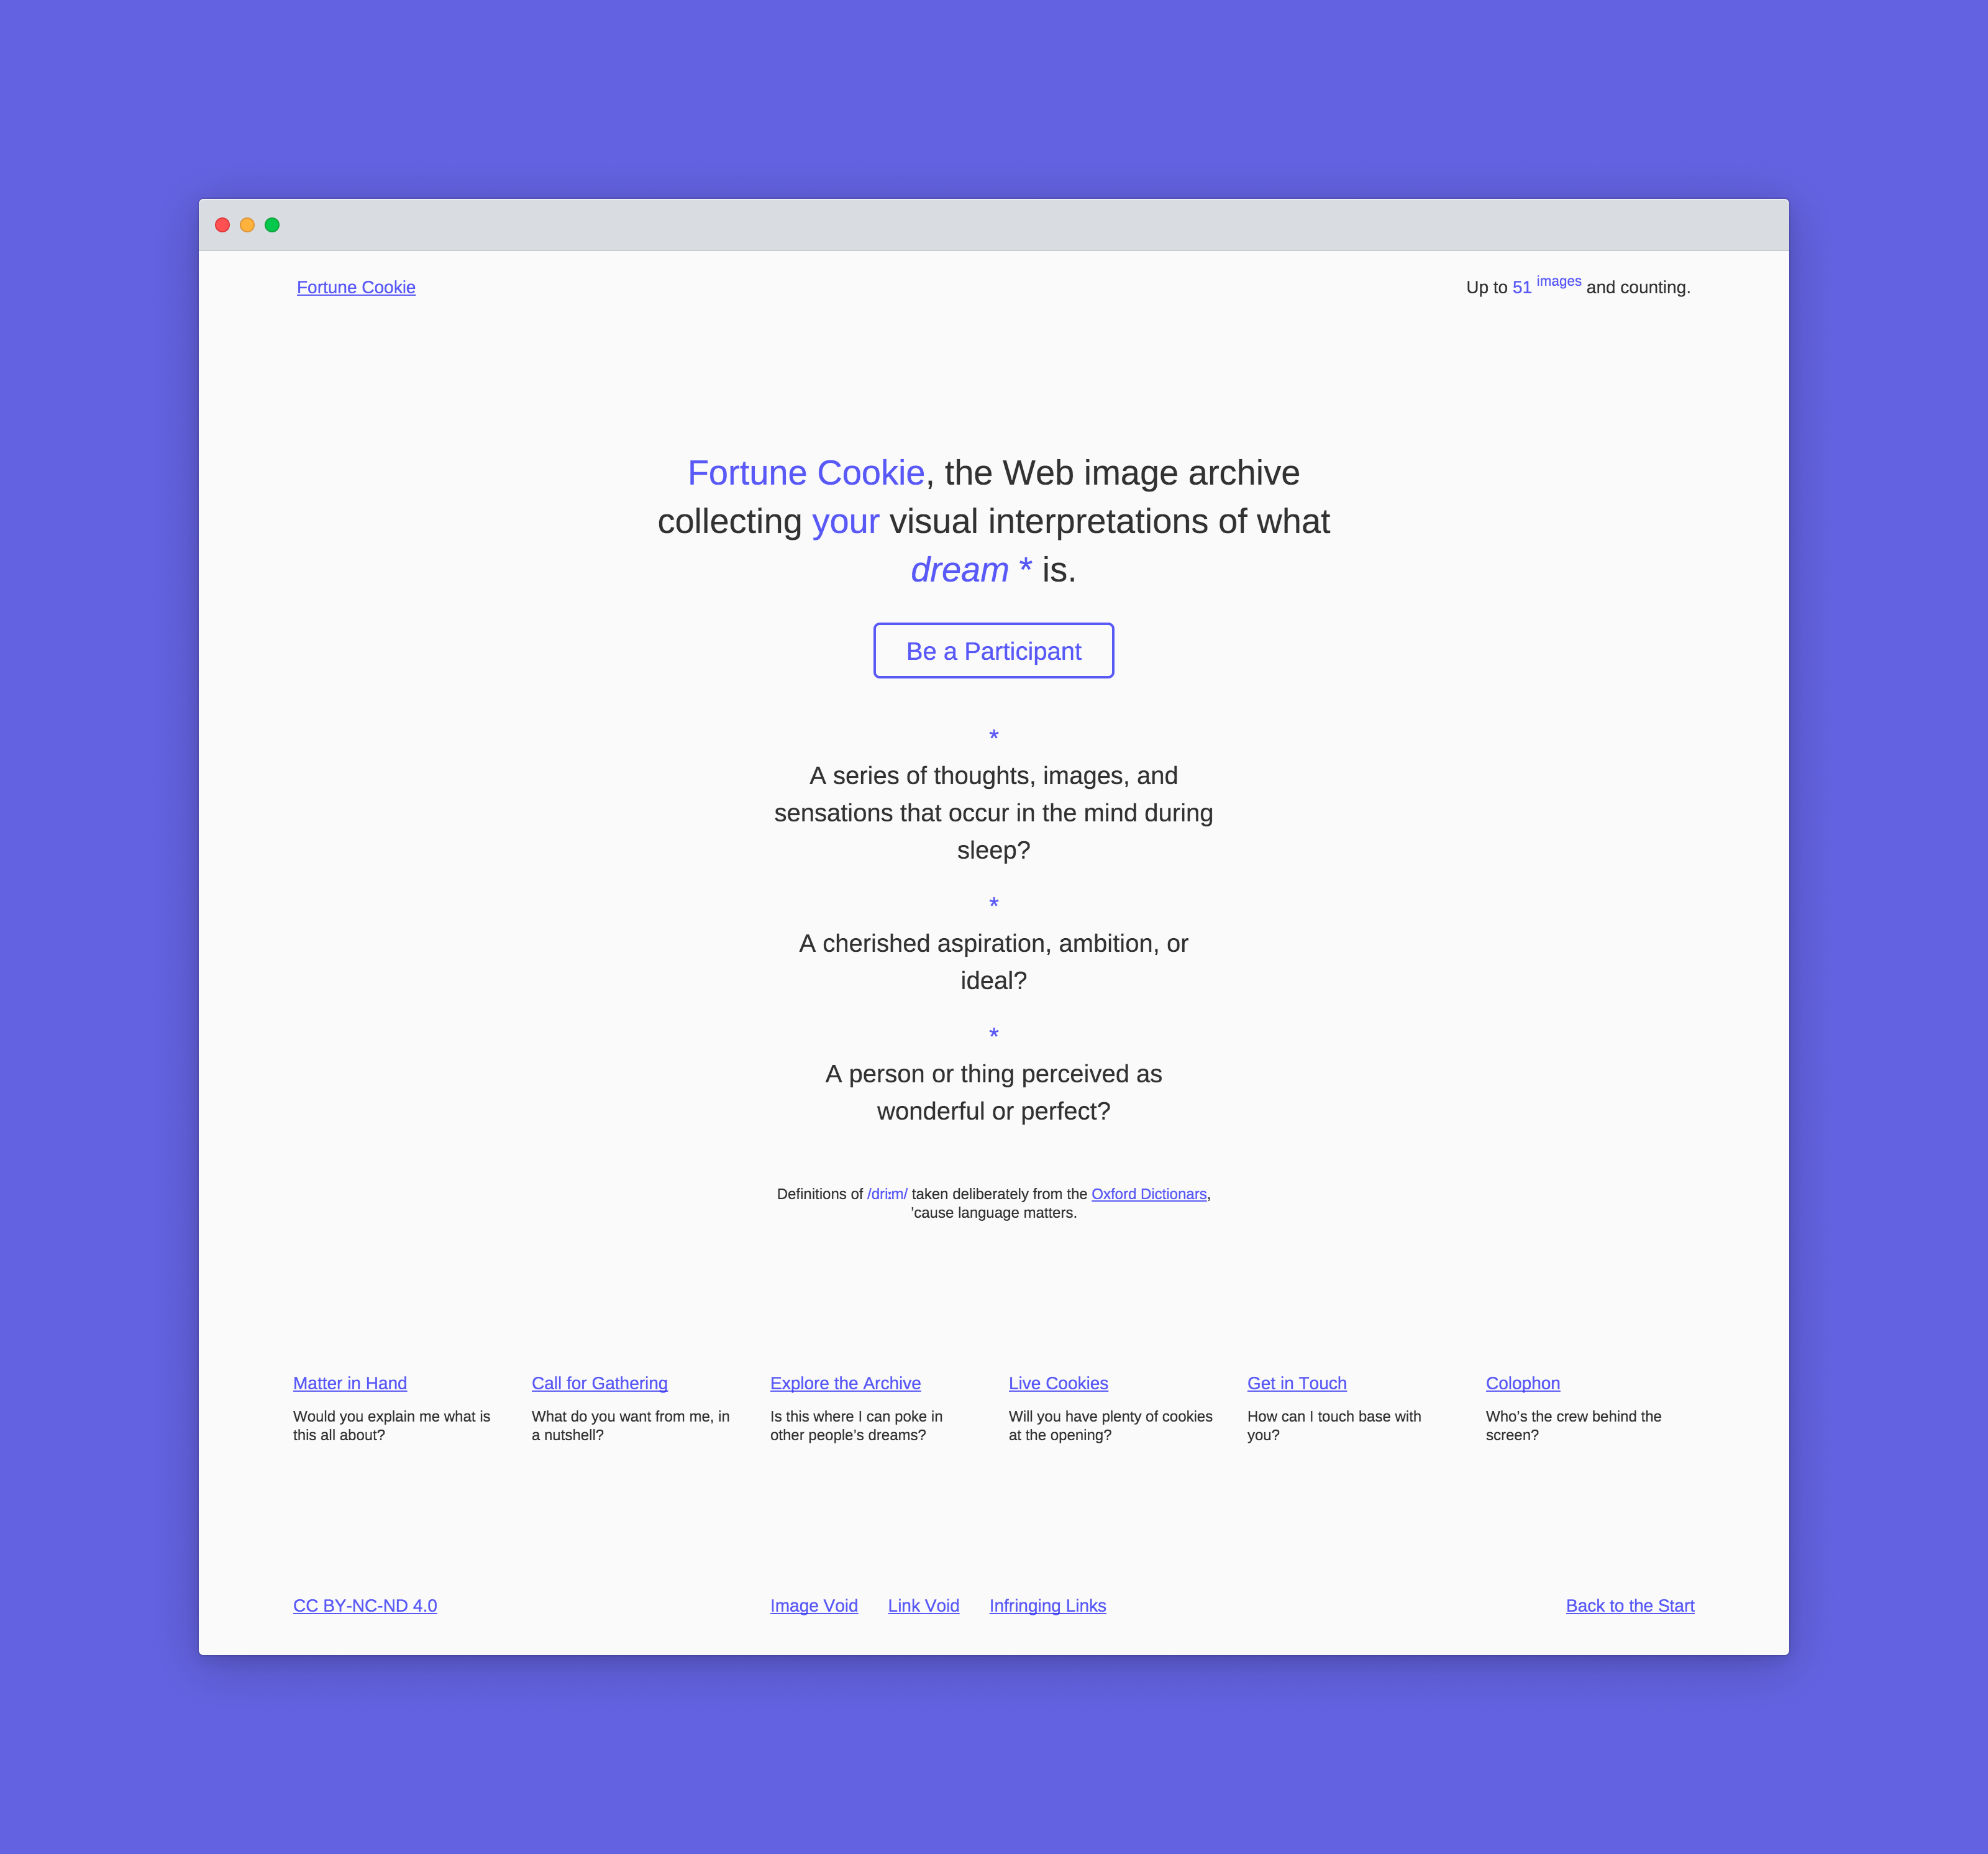 Fortune Cookie
Up to 51 images and counting.
Fortune Cookie, the Web image archive
collecting your visual interpretations of what
dream * is.
Be a Participant
*
A series of thoughts, images, and
sensations that occur in the mind during
sleep?
*
A cherished aspiration, ambition, or
ideal?
*
A person or thing perceived as
wonderful or perfect?
Definitions of /driːm/ taken deliberately from the Oxford Dictionars,
'cause language matters.
Matter in Hand
Would you explain me what is
this all about?
Call for Gathering
What do you want from me, in
a nutshell?
Explore the Archive
Is this where I can poke in
other people's dreams?
Live Cookies
Will you have plenty of cookies
at the opening?
Get in Touch
How can I touch base with
you?
Colophon
Who's the crew behind the
screen?
CC BY-NC-ND 4.0
Image Void
Link Void
Infringing Links
Back to the Start